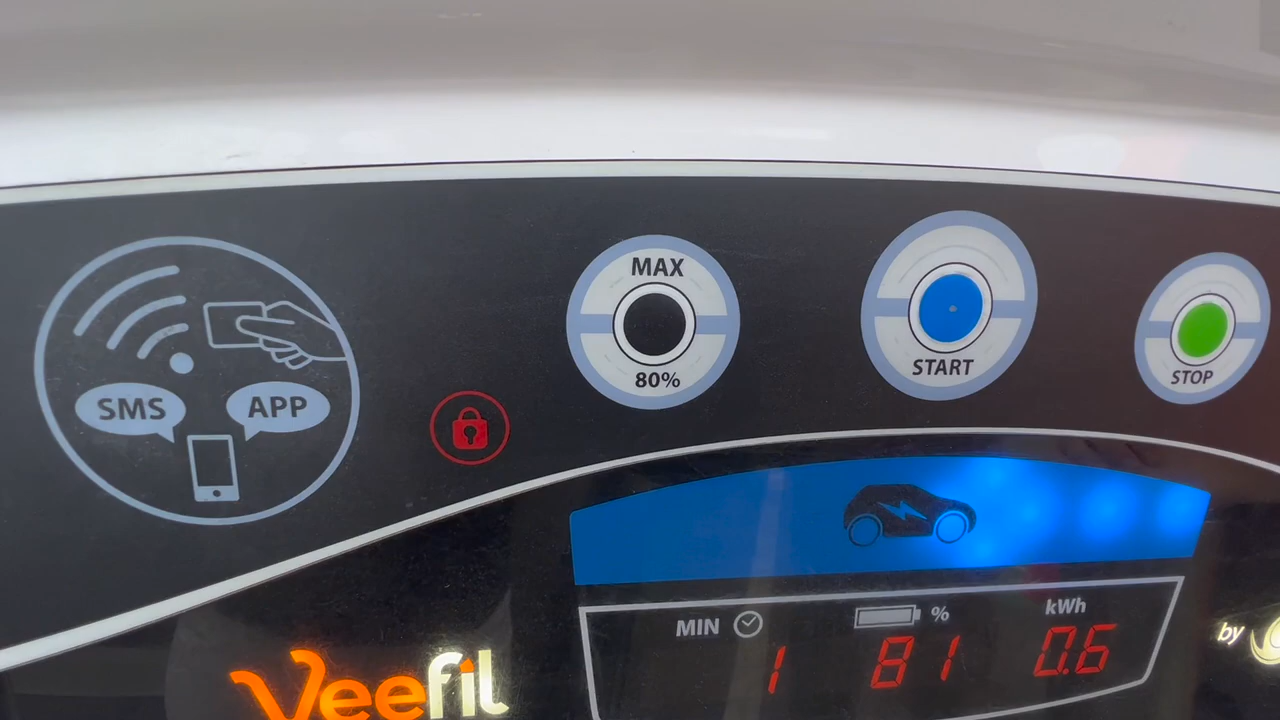 MAX
80%
START
STOP
SMS
APP
MIN % kWh
1 81 0.6
Veefil
by